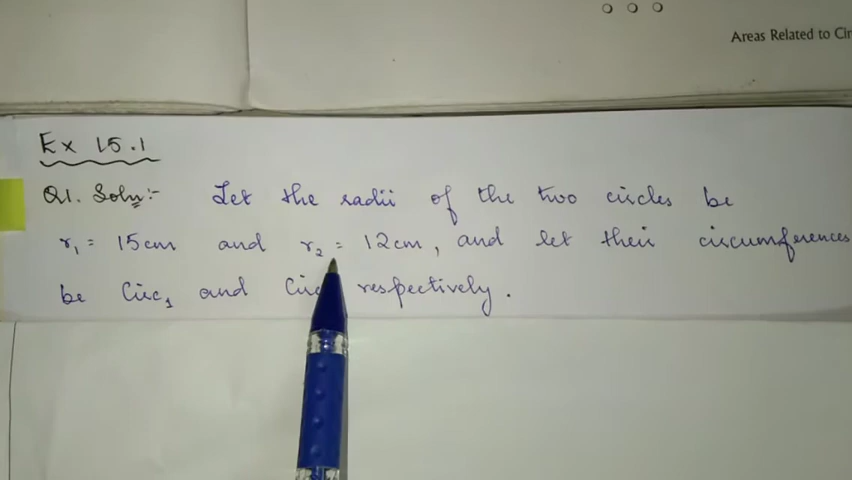 Areas Related to Cir
Ex 15.1
Q1. Soln:- Let the radii of the two circles be
r₁ = 15cm and r₂ = 12cm, and let their circumferences
be Circ₁ and Circ respectively.